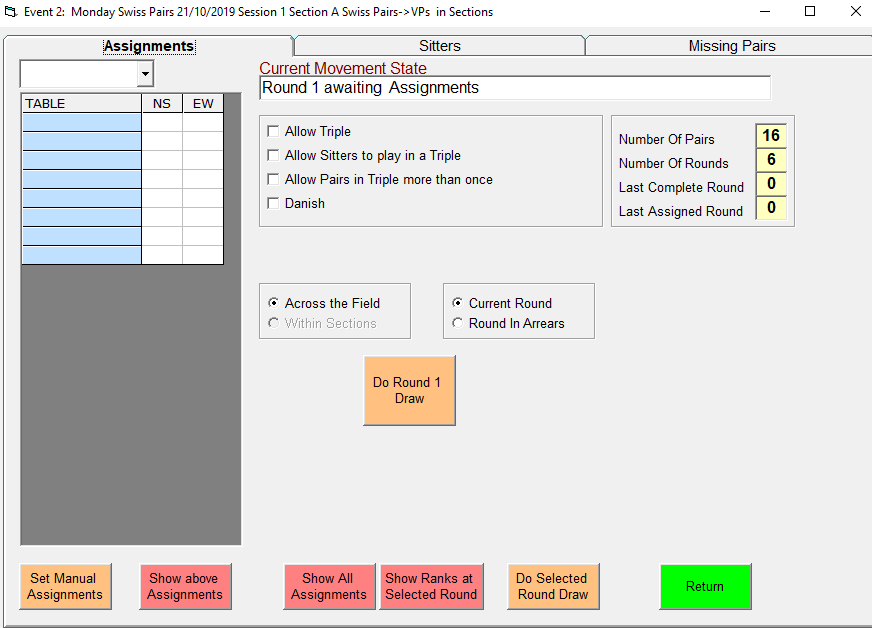 Event 2:  Monday Swiss Pairs 21/10/2019 Session 1 Section A Swiss Pairs->VPs  in Sections
Assignments
Sitters
Missing Pairs
Current Movement State
Round 1 awaiting  Assignments
TABLE NS EW
Allow Triple
Allow Sitters to play in a Triple
Allow Pairs in Triple more than once
Danish
Number Of Pairs 16
Number Of Rounds 6
Last Complete Round 0
Last Assigned Round 0
Across the Field
Within Sections
Current Round
Round In Arrears
Do Round 1
Draw
Set Manual
Assignments
Show above
Assignments
Show All
Assignments
Show Ranks at
Selected Round
Do Selected
Round Draw
Return